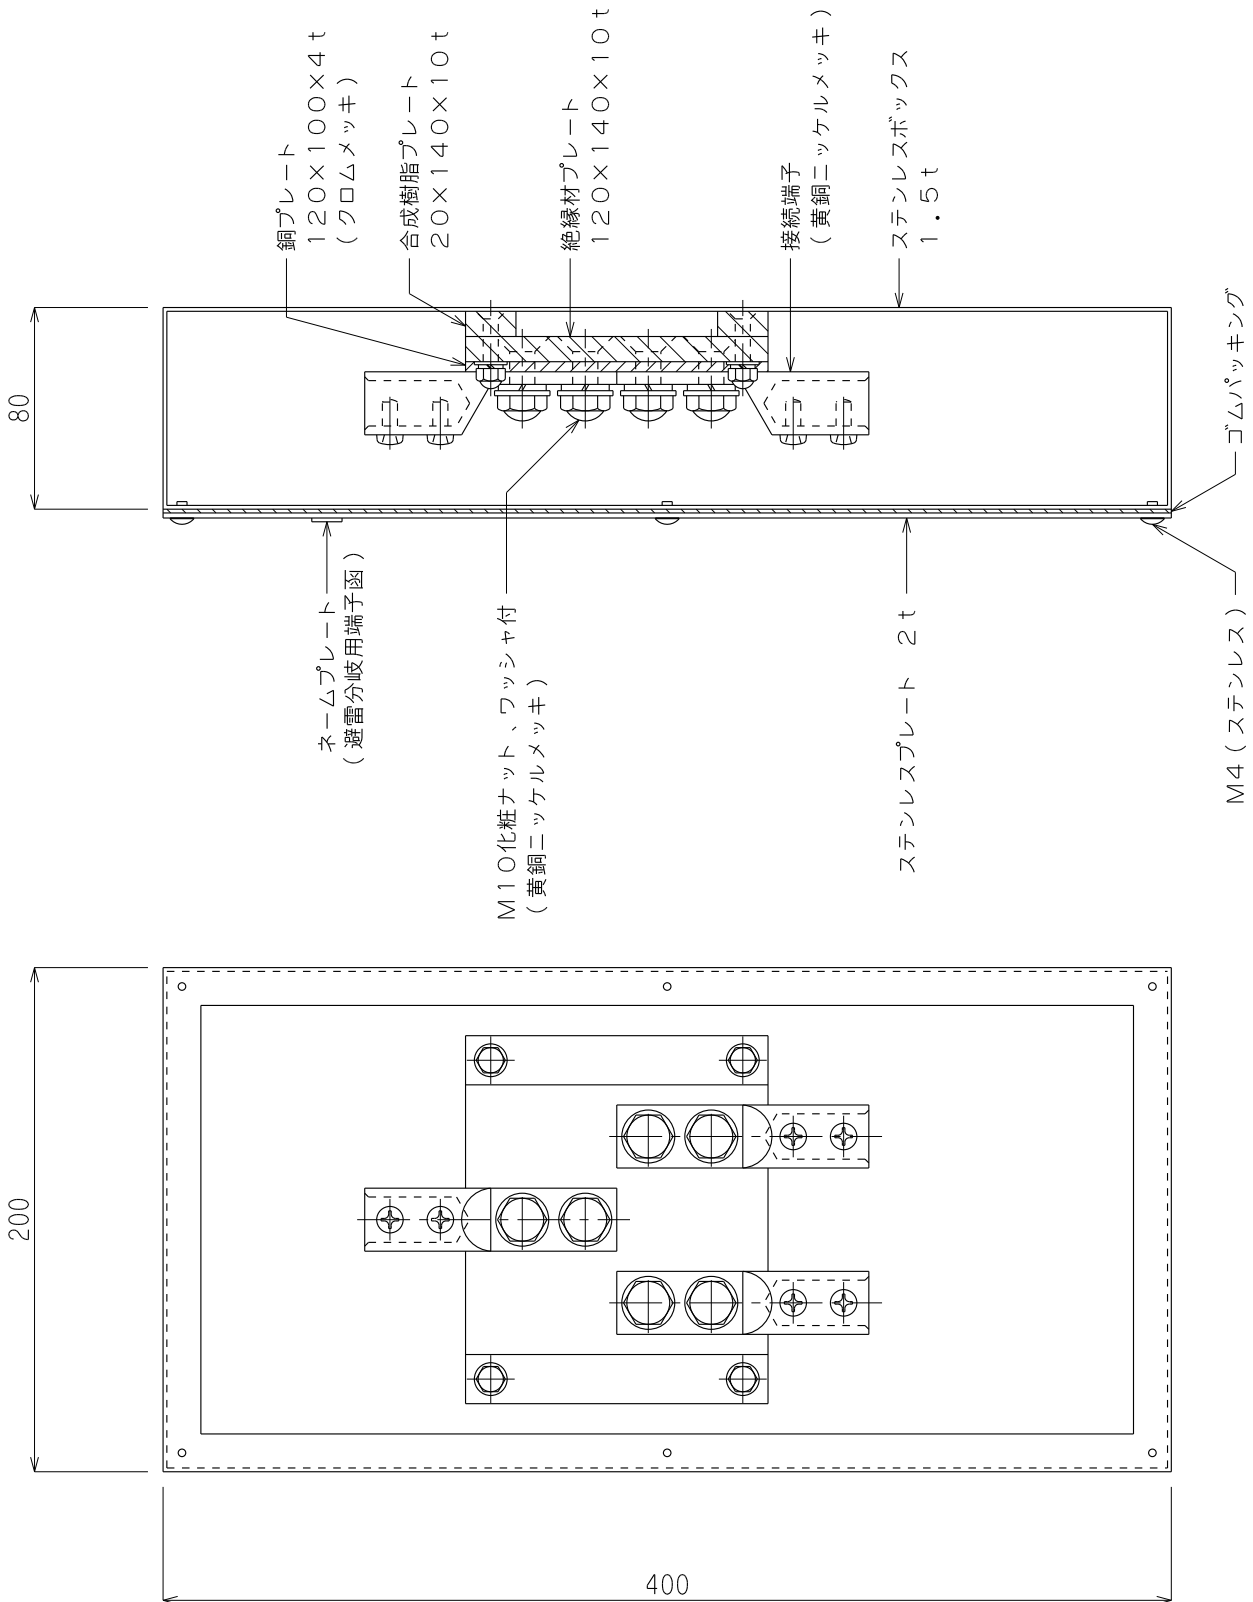 銅プレート
１２０×１００×４ｔ
（クロムメッキ）
合成樹脂プレート
２０×１４０×１０ｔ
絶縁材プレート
１２０×１４０×１０ｔ
接続端子
（黄銅ニッケルメッキ）
ステンレスボックス
１．５ｔ
ゴムパッキング
80
ネームプレート
（避雷分岐用端子函）
Ｍ１０化粧ナット、ワッシャ付
（黄銅ニッケルメッキ）
ステンレスプレート　２ｔ
Ｍ４（ステンレス）
200
400